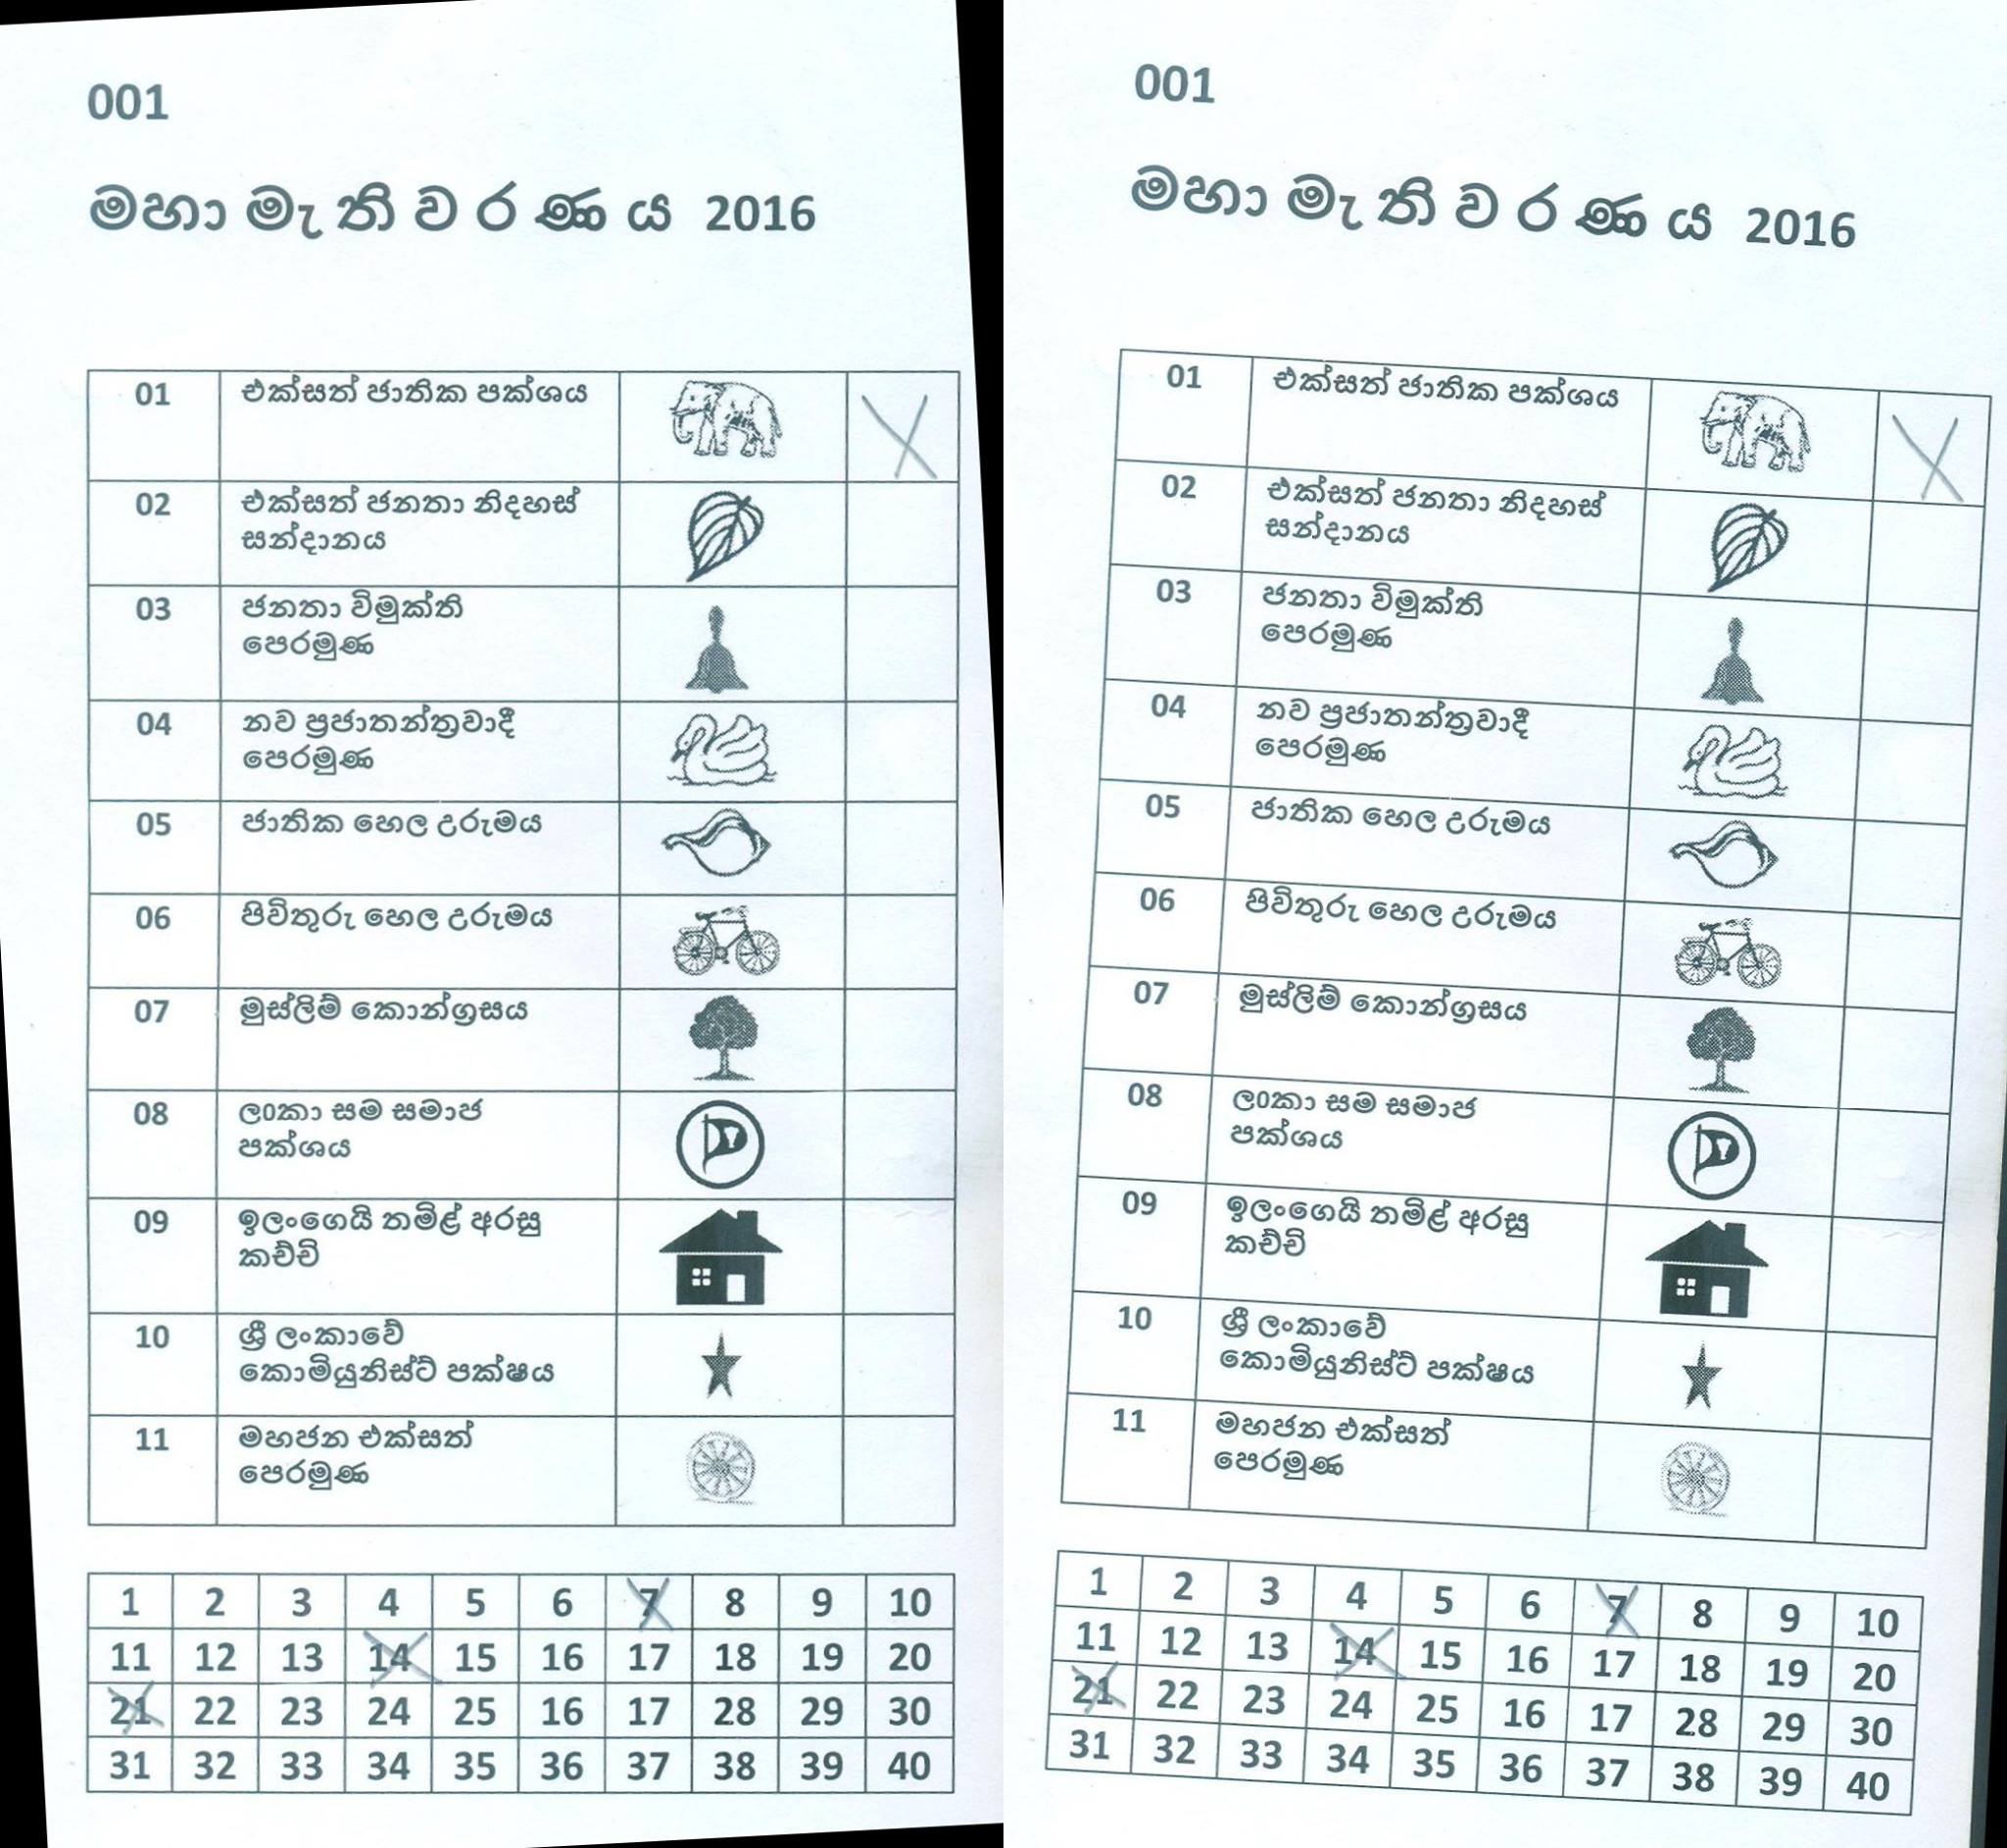 001
මහා මැතිවරණය 2016
01 එක්සත් ජාතික පක්ශය
02 එක්සත් ජනතා නිදහස්
සන්දානය
03 ජනතා විමුක්ති
පෙරමුණ
04 නව ප්‍රජාතන්ත්‍රවාදී
පෙරමුණ
05 ජාතික හෙල උරුමය
06 පිවිතුරු හෙල උරුමය
07 මුස්ලිම් කොන්ග්‍රසය
08 ල0කා සම සමාජ
පක්ශය
09 ඉලංගෙයි තමිළ් අරසු
කච්චි
10 ශ්‍රී ලංකාවේ
කොමියුනිස්ට් පක්ෂය
11 මහජන එක්සත්
පෙරමුණ
1 2 3 4 5 6 7 8 9 10
11 12 13 14 15 16 17 18 19 20
21 22 23 24 25 16 17 28 29 30
31 32 33 34 35 36 37 38 39 40
001
මහා මැතිවරණය 2016
01 එක්සත් ජාතික පක්ශය
02 එක්සත් ජනතා නිදහස්
සන්දානය
03 ජනතා විමුක්ති
පෙරමුණ
04 නව ප්‍රජාතන්ත්‍රවාදී
පෙරමුණ
05 ජාතික හෙල උරුමය
06 පිවිතුරු හෙල උරුමය
07 මුස්ලිම් කොන්ග්‍රසය
08 ල0කා සම සමාජ
පක්ශය
09 ඉලංගෙයි තමිළ් අරසු
කච්චි
10 ශ්‍රී ලංකාවේ
කොමියුනිස්ට් පක්ෂය
11 මහජන එක්සත්
පෙරමුණ
1 2 3 4 5 6 7 8 9 10
11 12 13 14 15 16 17 18 19 20
21 22 23 24 25 16 17 28 29 30
31 32 33 34 35 36 37 38 39 40